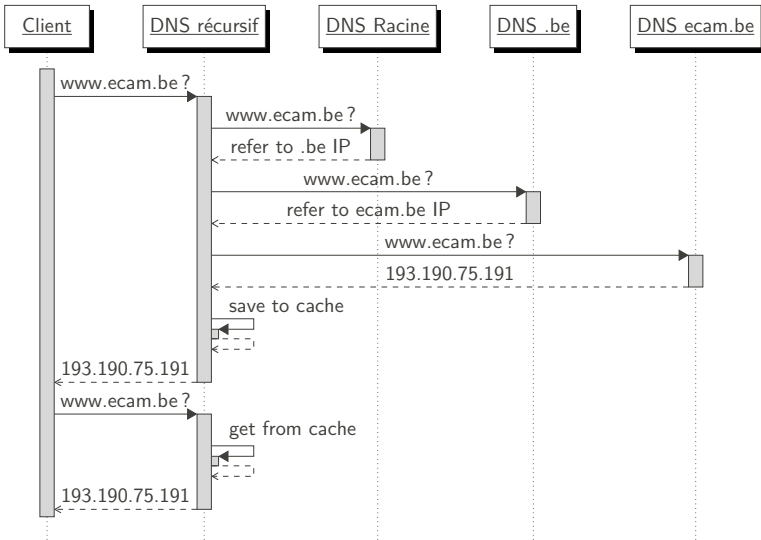 Client
DNS récursif
DNS Racine
DNS .be
DNS ecam.be
www.ecam.be ?
www.ecam.be ?
refer to .be IP
www.ecam.be ?
refer to ecam.be IP
www.ecam.be ?
193.190.75.191
save to cache
193.190.75.191
www.ecam.be ?
get from cache
193.190.75.191